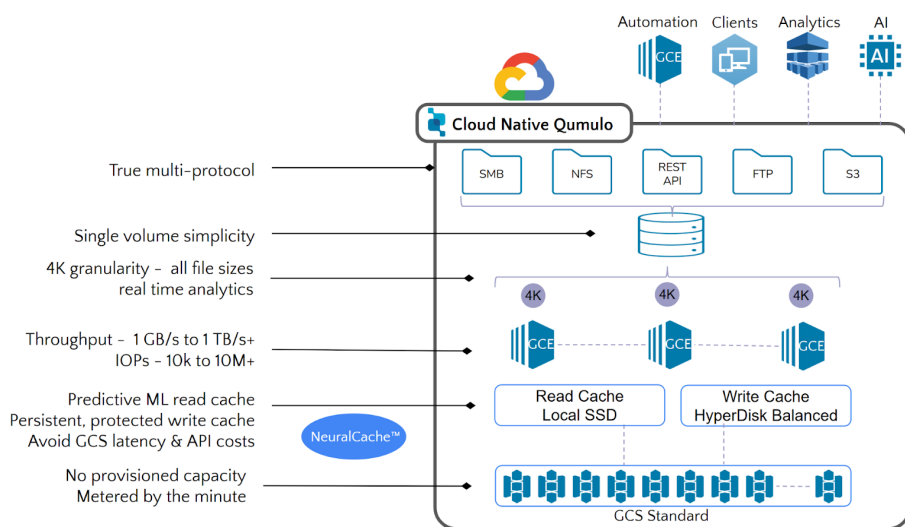 Automation
Clients
Analytics
AI
GCE
AI
Cloud Native Qumulo
True multi-protocol
SMB
NFS
REST
API
FTP
S3
Single volume simplicity
4K granularity - all file sizes
real time analytics
4K
4K
4K
Throughput - 1 GB/s to 1 TB/s+
IOPs - 10k to 10M+
GCE
GCE
GCE
Predictive ML read cache
Persistent, protected write cache
Avoid GCS latency & API costs
NeuralCache™
Read Cache
Local SSD
Write Cache
HyperDisk Balanced
No provisioned capacity
Metered by the minute
GCS Standard